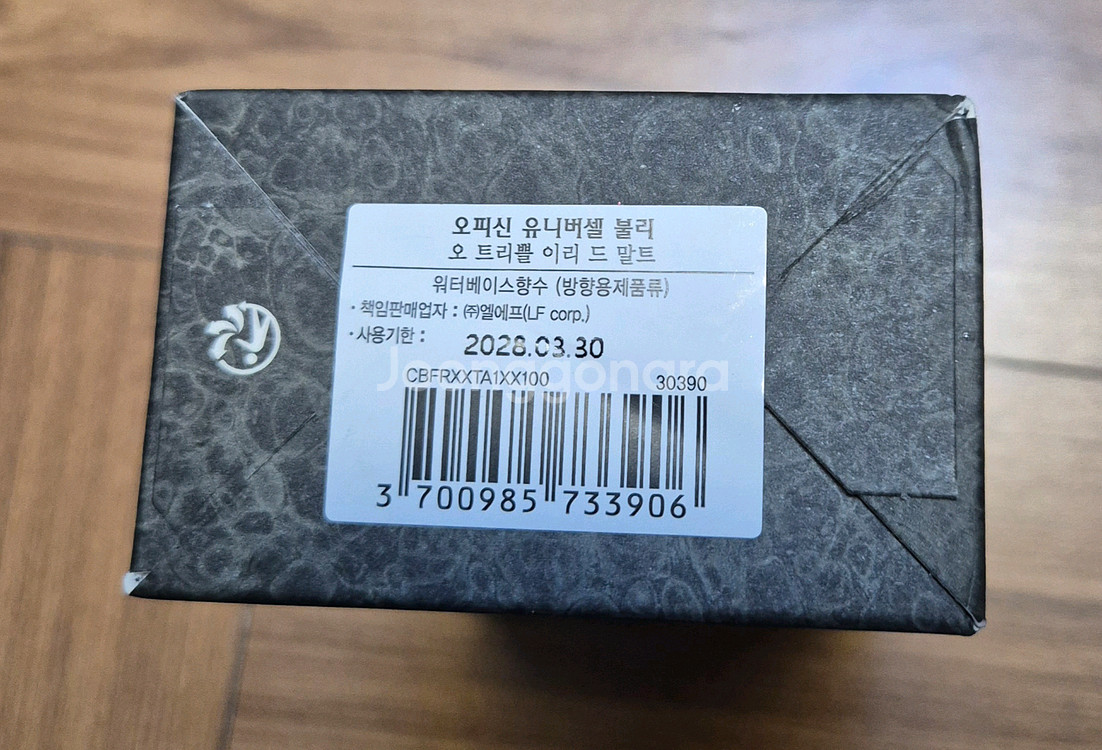 오피신 유니버셀 불리
오 트리쁠 이리 드 말트
워터베이스향수 (방향용제품류)
· 책임판매업자 : ㈜엘에프(LF corp.)
· 사용기한 : 2028.03.30
Joonggonara
CBFRXXTA1XX100 30390
3 700985 733906